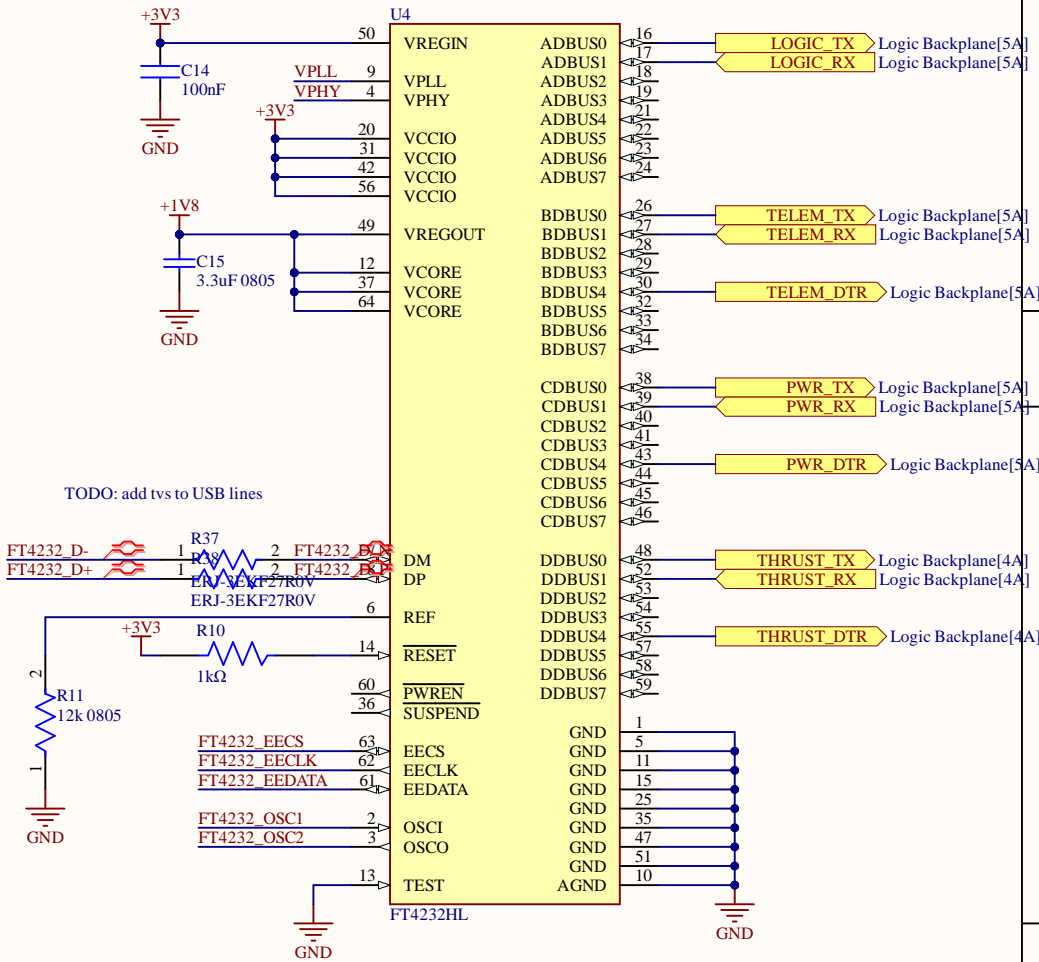 U4
+3V3
50 VREGIN
C14
100nF
GND
VPLL 9 VPLL
VPHY 4 VPHY
+3V3
20 VCCIO
31 VCCIO
42 VCCIO
56 VCCIO
+1V8
49 VREGOUT
C15
3.3uF 0805
GND
12 VCORE
37 VCORE
64 VCORE
TODO: add tvs to USB lines
R37
FT4232_D- 1 2 FT4232_D DM
R38
FT4232_D+ 1 2 FT4232_D DP
ERJ-3EKF27R0V
ERJ-3EKF27R0V
6 REF
+3V3
R10
1kΩ
14 RESET
2
R11
12k 0805
1
GND
60 PWREN
36 SUSPEND
FT4232_EECS 63 EECS
FT4232_EECLK 62 EECLK
FT4232_EEDATA 61 EEDATA
FT4232_OSC1 2 OSCI
FT4232_OSC2 3 OSCO
13 TEST
GND
FT4232HL
ADBUS0 16 LOGIC_TX Logic Backplane[5A]
ADBUS1 17 LOGIC_RX Logic Backplane[5A]
ADBUS2 18
ADBUS3 19
ADBUS4 21
ADBUS5 22
ADBUS6 23
ADBUS7 24
BDBUS0 26 TELEM_TX Logic Backplane[5A]
BDBUS1 27 TELEM_RX Logic Backplane[5A]
BDBUS2 28
BDBUS3 29
BDBUS4 30 TELEM_DTR Logic Backplane[5A]
BDBUS5 32
BDBUS6 33
BDBUS7 34
CDBUS0 38 PWR_TX Logic Backplane[5A]
CDBUS1 39 PWR_RX Logic Backplane[5A]
CDBUS2 40
CDBUS3 41
CDBUS4 43 PWR_DTR Logic Backplane[5A]
CDBUS5 44
CDBUS6 45
CDBUS7 46
DDBUS0 48 THRUST_TX Logic Backplane[4A]
DDBUS1 52 THRUST_RX Logic Backplane[4A]
DDBUS2 53
DDBUS3 54
DDBUS4 55 THRUST_DTR Logic Backplane[4A]
DDBUS5 57
DDBUS6 58
DDBUS7 59
GND 1
GND 5
GND 11
GND 15
GND 25
GND 35
GND 47
GND 51
AGND 10
GND